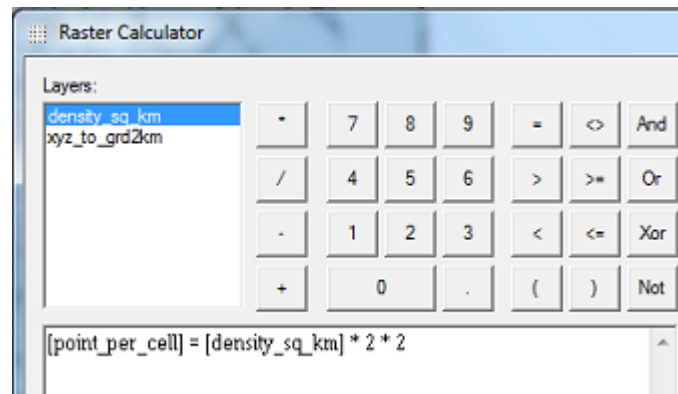 Raster Calculator
Layers:
density_sq_km
xyz_to_grd2km
* 7 8 9 = <> And
/ 4 5 6 > >= Or
- 1 2 3 < <= Xor
+ 0 . ( ) Not
[point_per_cell] = [density_sq_km] * 2 * 2